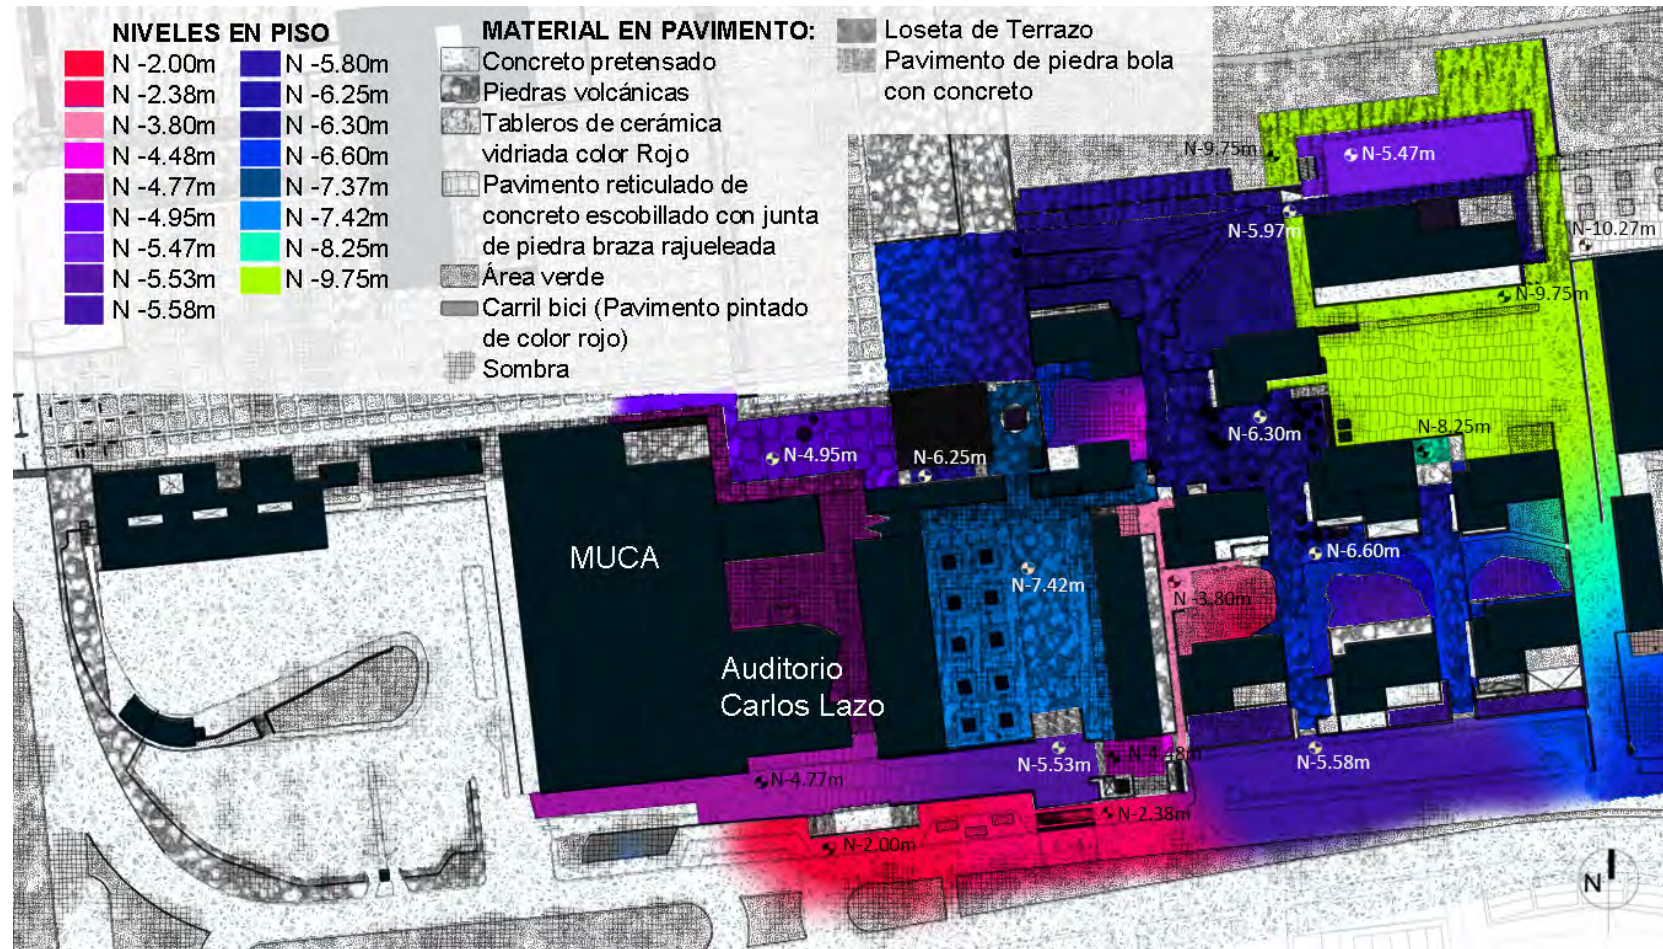 NIVELES EN PISO
N -2.00m
N -2.38m
N -3.80m
N -4.48m
N -4.77m
N -4.95m
N -5.47m
N -5.53m
N -5.58m
N -5.80m
N -6.25m
N -6.30m
N -6.60m
N -7.37m
N -7.42m
N -8.25m
N -9.75m
MATERIAL EN PAVIMENTO:
Concreto pretensado
Piedras volcánicas
Tableros de cerámica
vidriada color Rojo
Pavimento reticulado de
concreto escobillado con junta
de piedra braza rajueleada
Área verde
Carril bici (Pavimento pintado
de color rojo)
Sombra
Loseta de Terrazo
Pavimento de piedra bola
con concreto
N-9.75m
N-5.47m
N-5.97m
N-10.27m
N-9.75m
N-6.30m
N-8.25m
N-4.95m
N-6.25m
MUCA
N-6.60m
N-7.42m
N -3.80m
Auditorio
Carlos Lazo
N-5.53m
N-4.48m
N-5.58m
N-4.77m
N-2.38m
N-2.00m
N